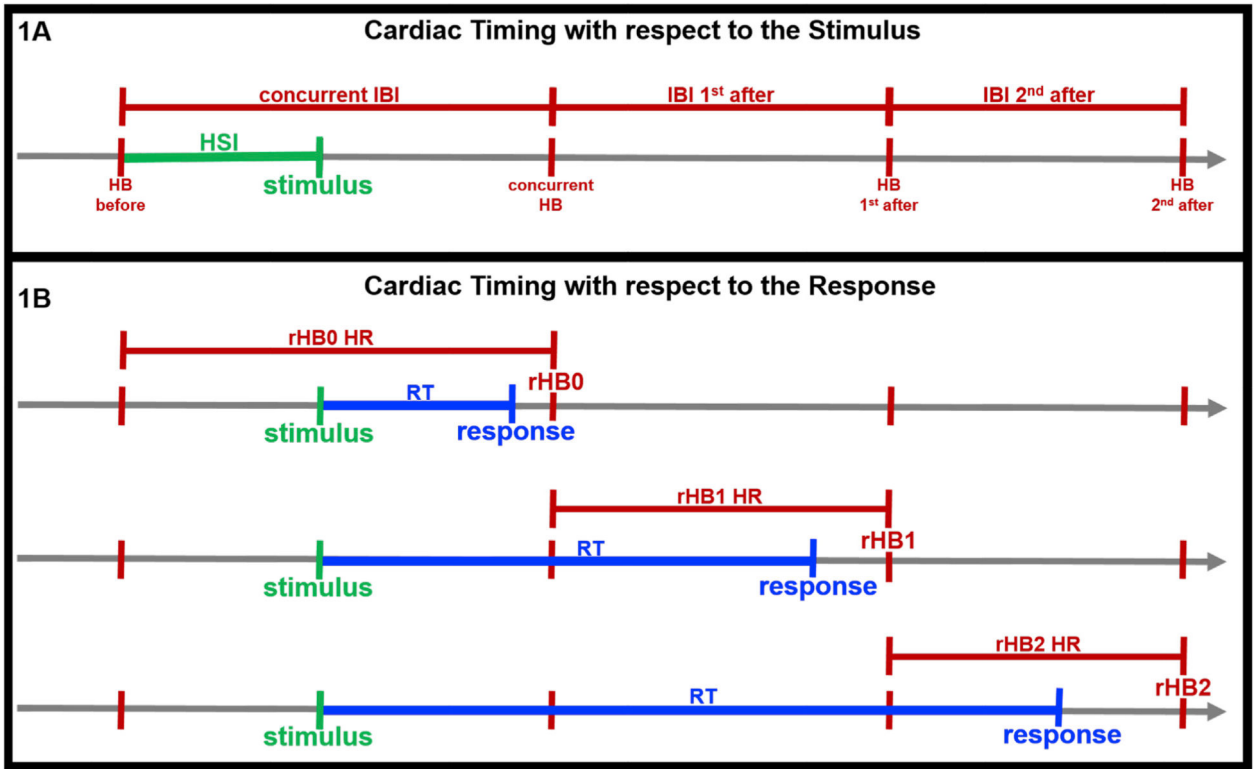 1A
Cardiac Timing with respect to the Stimulus
concurrent IBI
IBI 1st after
IBI 2nd after
HSI
stimulus
HB
before
concurrent
HB
HB
1st after
HB
2nd after
1B
Cardiac Timing with respect to the Response
rHB0 HR
RT
rHB0
stimulus
response
rHB1 HR
RT
rHB1
stimulus
response
rHB2 HR
RT
rHB2
stimulus
response